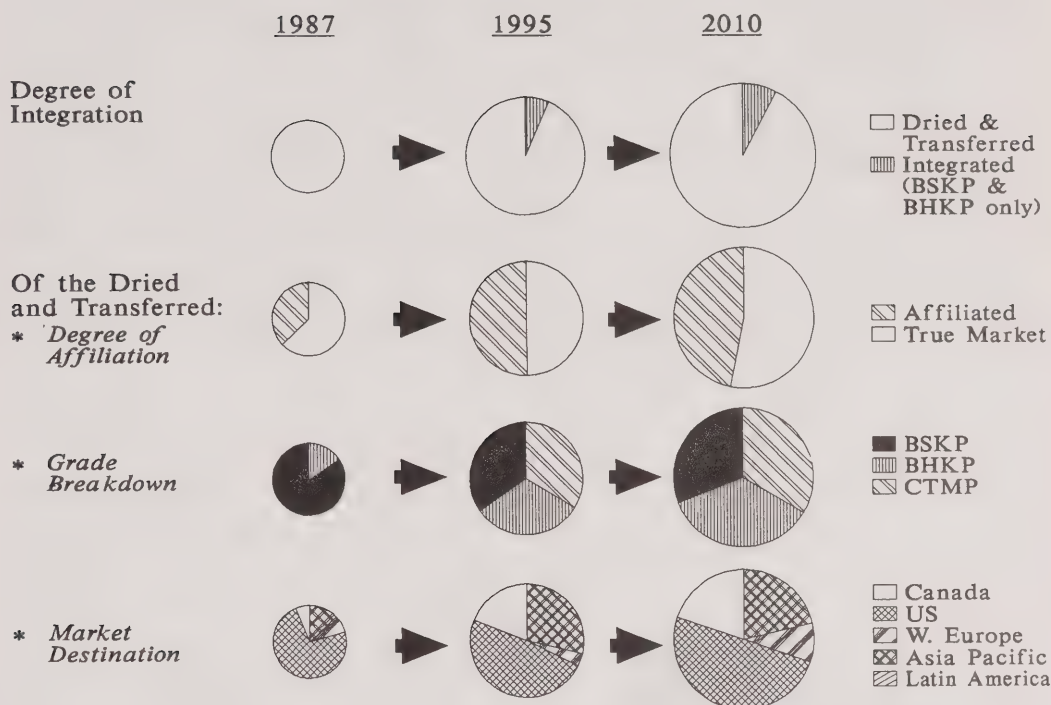 1987 1995 2010
Degree of
Integration
Dried &
Transferred
Integrated
(BSKP &
BHKP only)
Of the Dried
and Transferred:
* Degree of
Affiliation
Affiliated
True Market
* Grade
Breakdown
BSKP
BHKP
CTMP
* Market
Destination
Canada
US
W. Europe
Asia Pacific
Latin America